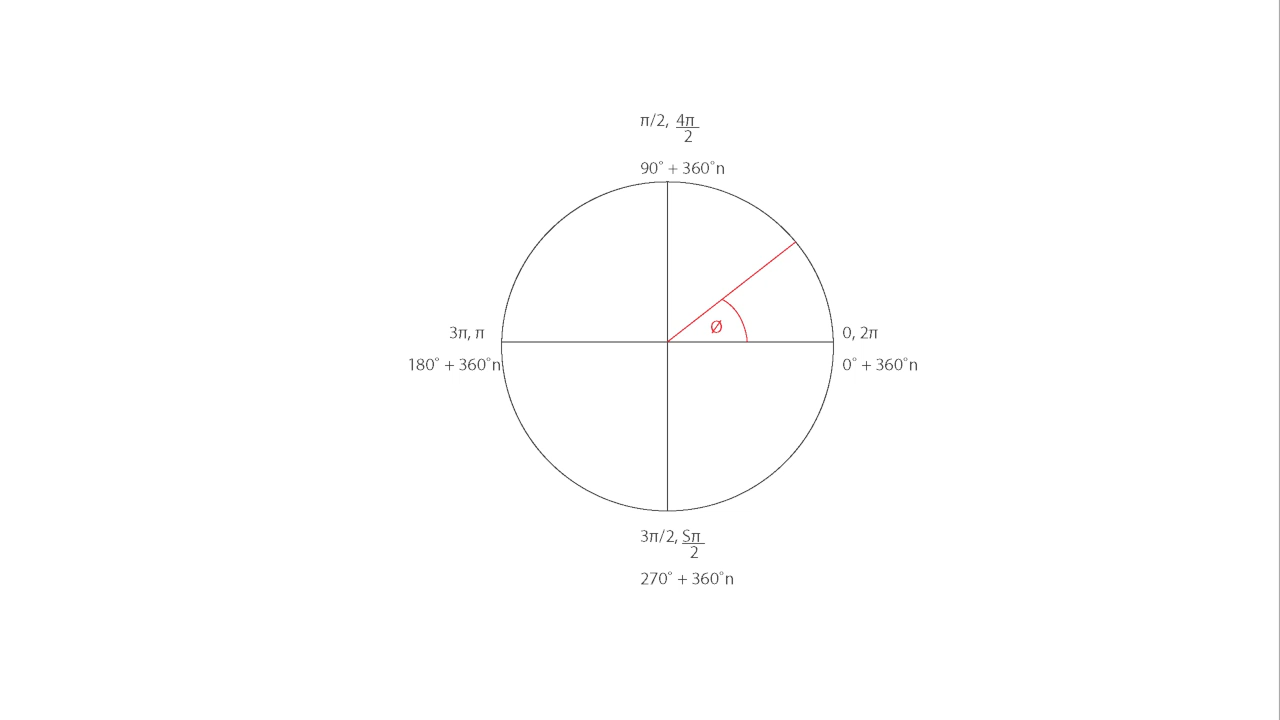 π/2, 4π
2
90° + 360°n
Ø
3π, π
0, 2π
180° + 360°n
0° + 360°n
3π/2, Sπ
2
270° + 360°n